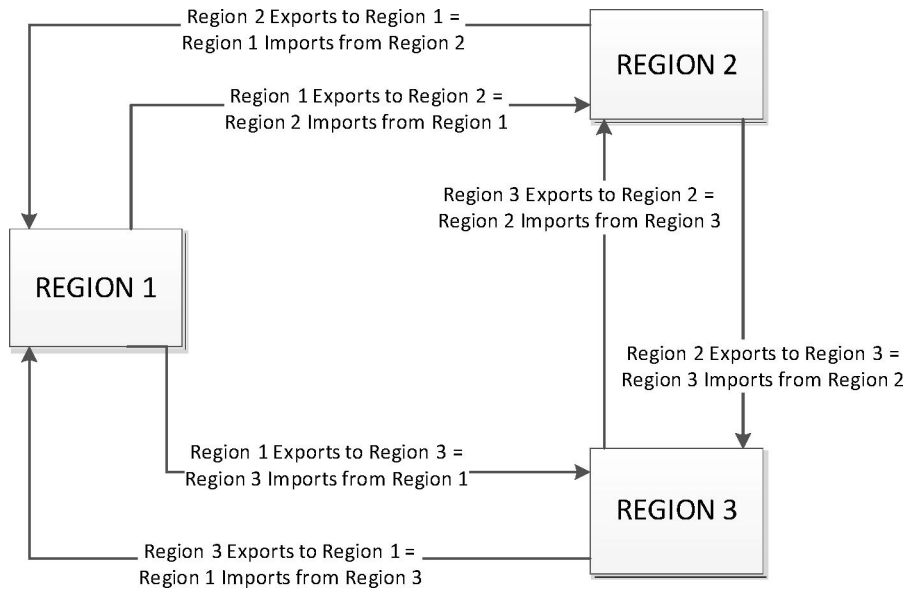 Region 2 Exports to Region 1 =
Region 1 Imports from Region 2
REGION 2
Region 1 Exports to Region 2 =
Region 2 Imports from Region 1
Region 3 Exports to Region 2 =
Region 2 Imports from Region 3
REGION 1
Region 2 Exports to Region 3 =
Region 3 Imports from Region 2
Region 1 Exports to Region 3 =
Region 3 Imports from Region 1
REGION 3
Region 3 Exports to Region 1 =
Region 1 Imports from Region 3